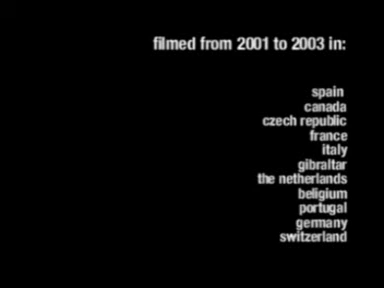 filmed from 2001 to 2003 in:
spain
canada
czech republic
france
italy
gibraltar
the netherlands
beligium
portugal
germany
switzerland